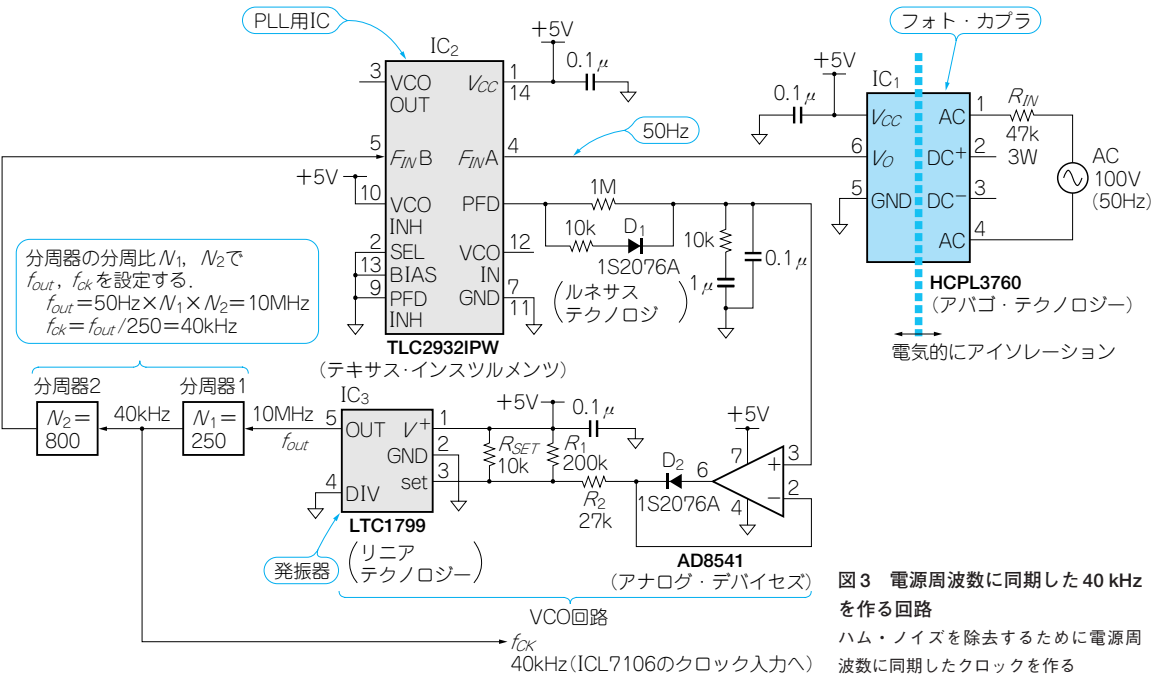 PLL用IC
IC2
3
VCO
OUT
VCC
1
14
+5V
0.1μ
5
FINB
FINA
4
50Hz
+5V
10
VCO
INH
PFD
2
SEL
13
BIAS
9
PFD
INH
VCO
IN
12
GND
7
11
TLC2932IPW
(テキサス・インスツルメンツ)
1M
10k
D1
1S2076A
(ルネサス
テクノロジ)
10k
1μ
0.1μ
フォト・カプラ
+5V
0.1μ
IC1
VCC
6
VO
5
GND
AC
1
DC+
2
DC−
3
AC
4
RIN
47k
3W
AC
100V
(50Hz)
HCPL3760
(アバゴ・テクノロジー)
電気的にアイソレーション
分周器の分周比N1,N2で
fout,fckを設定する.
fout=50Hz×N1×N2=10MHz
fck=fout/250=40kHz
分周器2
N2=
800
40kHz
分周器1
N1=
250
10MHz
fout
IC3
5
OUT
V+
1
GND
2
set
3
4
DIV
LTC1799
(リニア
テクノロジー)
発振器
+5V
0.1μ
RSET
10k
R1
200k
R2
27k
D2
1S2076A
6
+5V
7
4
+
3
−
2
AD8541
(アナログ・デバイセズ)
VCO回路
fCK
40kHz(ICL7106のクロック入力へ)
図3 電源周波数に同期した40 kHz
を作る回路
ハム・ノイズを除去するために電源周
波数に同期したクロックを作る